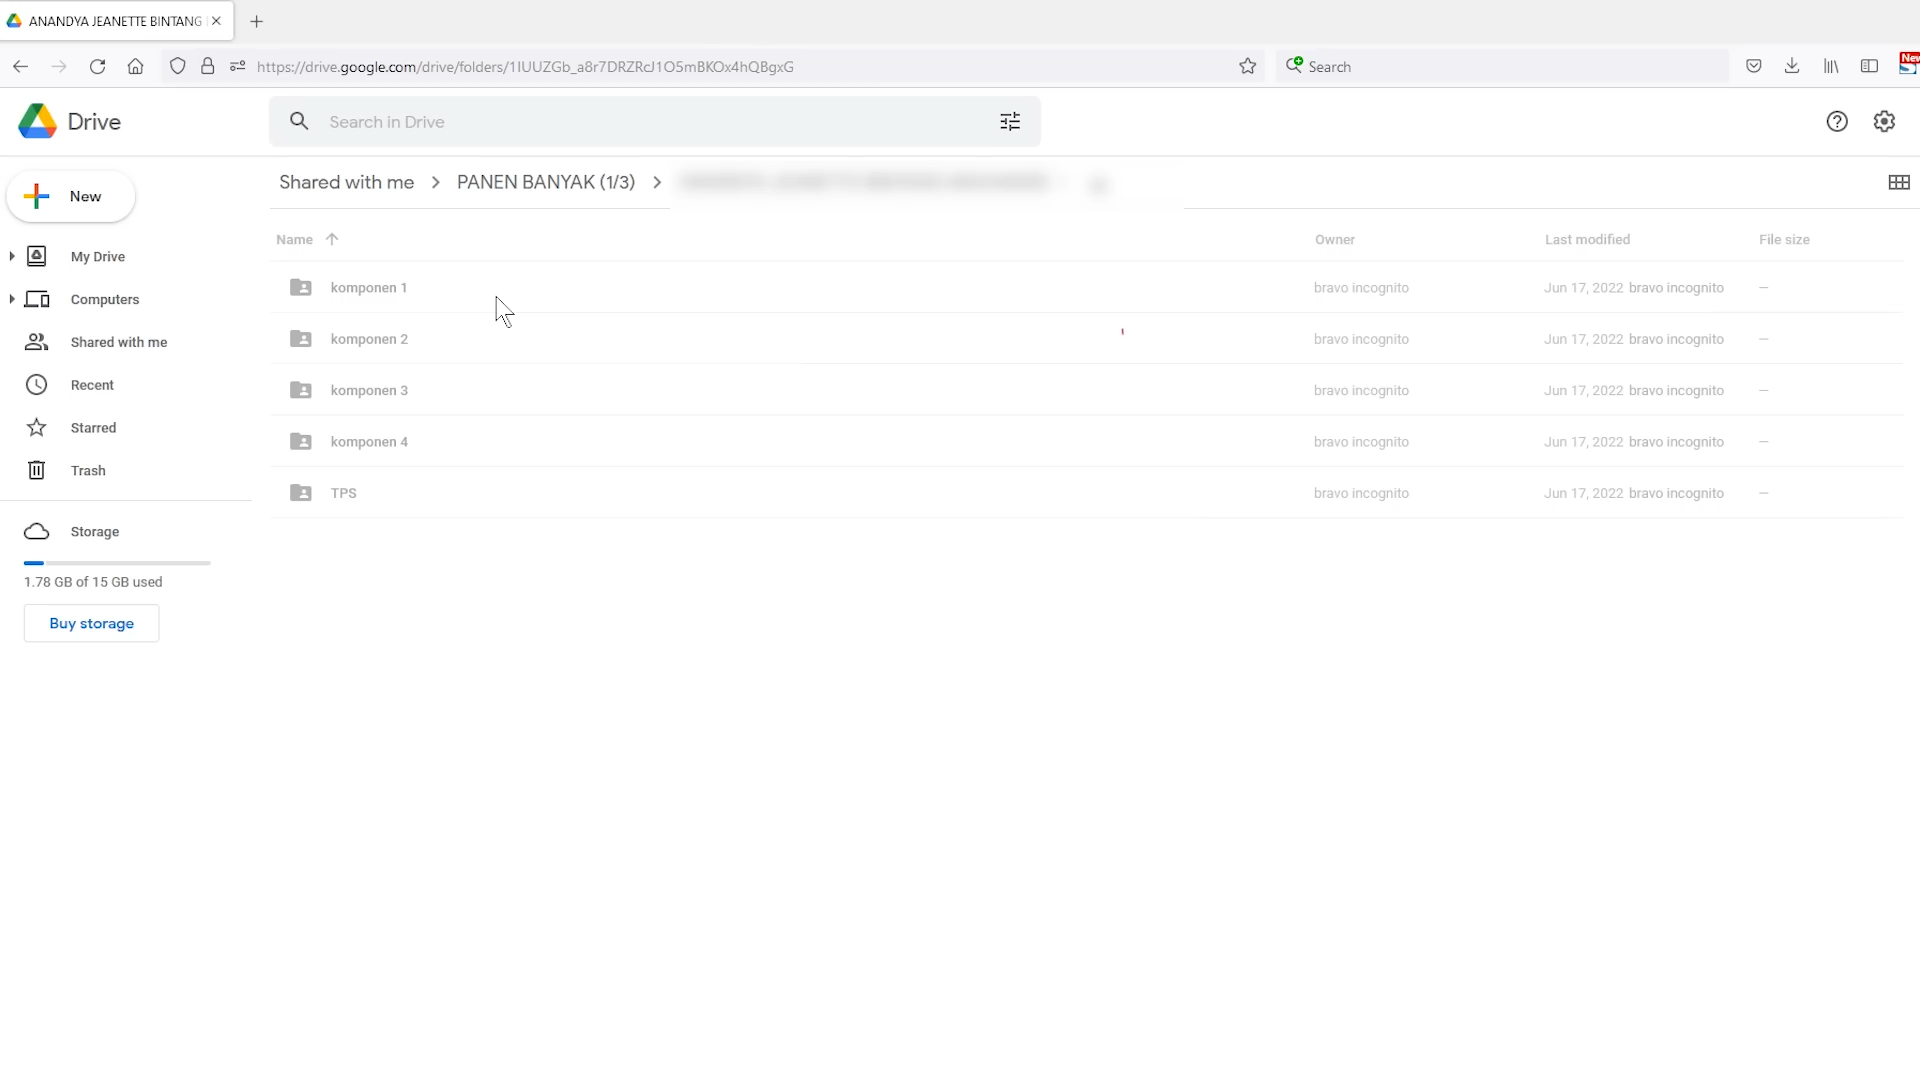 ANANDYA JEANETTE BINTANG
https://drive.google.com/drive/folders/1IUUZGb_a8r7DRZRcJ1O5mBKOx4hQBgxG
Search
New
Drive
Search in Drive
New
Shared with me
PANEN BANYAK (1/3)
My Drive
Computers
Shared with me
Recent
Starred
Trash
Storage
1.78 GB of 15 GB used
Buy storage
Name Owner Last modified File size
komponen 1 bravo incognito Jun 17, 2022 bravo incognito –
komponen 2 bravo incognito Jun 17, 2022 bravo incognito –
komponen 3 bravo incognito Jun 17, 2022 bravo incognito –
komponen 4 bravo incognito Jun 17, 2022 bravo incognito –
TPS bravo incognito Jun 17, 2022 bravo incognito –